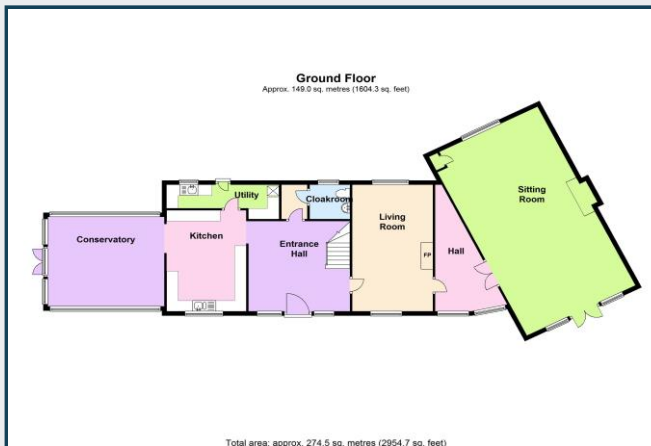 Ground Floor
Approx. 149.0 sq. metres (1604.3 sq. feet)
Utility
Cloakroom
Sitting
Room
Conservatory
Kitchen
Entrance
Hall
Living
Room
FP
Hall
Total area: approx. 274.5 sq. metres (2954.7 sq. feet)